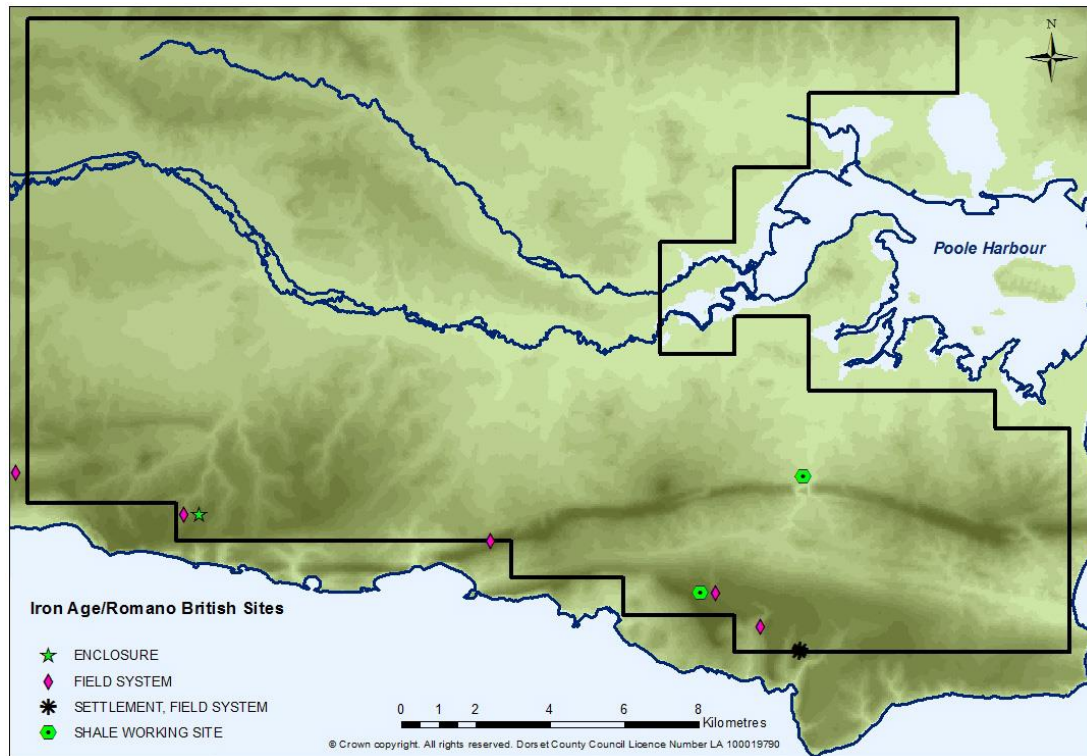 N
Poole Harbour
Iron Age/Romano British Sites
ENCLOSURE
FIELD SYSTEM
SETTLEMENT, FIELD SYSTEM
SHALE WORKING SITE
0 2 4 6 8
Kilometres
© Crown copyright. All rights reserved. Dorset County Council Licence Number LA 100019790